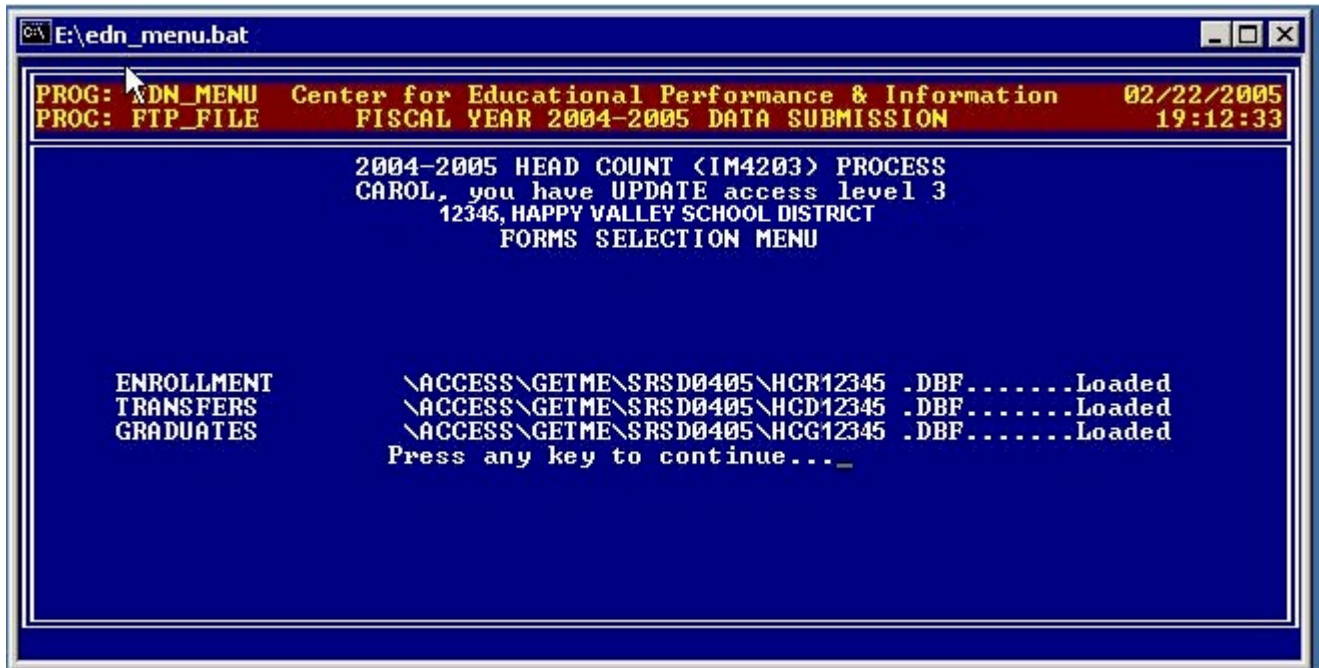 E:\edn_menu.bat
PROG: EDN_MENU Center for Educational Performance & Information 02/22/2005
PROC: FTP_FILE FISCAL YEAR 2004-2005 DATA SUBMISSION 19:12:33
2004-2005 HEAD COUNT (IM4203) PROCESS
CAROL, you have UPDATE access level 3
12345, HAPPY VALLEY SCHOOL DISTRICT
FORMS SELECTION MENU
ENROLLMENT \ACCESS\GETME\SRSD0405\HCR12345 .DBF.......Loaded
TRANSFERS \ACCESS\GETME\SRSD0405\HCD12345 .DBF.......Loaded
GRADUATES \ACCESS\GETME\SRSD0405\HCG12345 .DBF.......Loaded
Press any key to continue..._